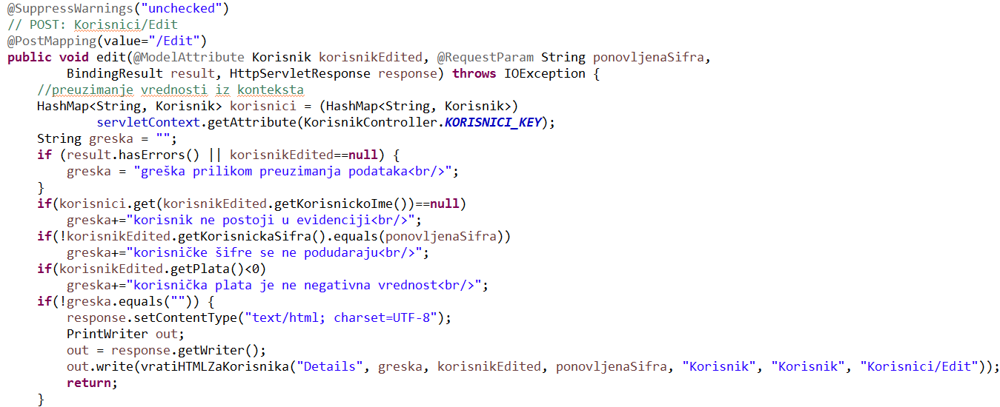 @SuppressWarnings("unchecked")
// POST: Korisnici/Edit
@PostMapping(value="/Edit")
public void edit(@ModelAttribute Korisnik korisnikEdited, @RequestParam String ponovljenaSifra,
        BindingResult result, HttpServletResponse response) throws IOException {
    //preuzimanje vrednosti iz konteksta
    HashMap<String, Korisnik> korisnici = (HashMap<String, Korisnik>)
            servletContext.getAttribute(KorisnikController.KORISNICI_KEY);
    String greska = "";
    if (result.hasErrors() || korisnikEdited==null) {
        greska = "greška prilikom preuzimanja podataka<br/>";
    }
    if(korisnici.get(korisnikEdited.getKorisnickoIme())==null)
        greska+="korisnik ne postoji u evidenciji<br/>";
    if(!korisnikEdited.getKorisnickaSifra().equals(ponovljenaSifra))
        greska+="korisničke šifre se ne podudaraju<br/>";
    if(korisnikEdited.getPlata()<0)
        greska+="korisnička plata je ne negativna vrednost<br/>";
    if(!greska.equals("")) {
        response.setContentType("text/html; charset=UTF-8");
        PrintWriter out;
        out = response.getWriter();
        out.write(vratiHTMLZaKorisnika("Details", greska, korisnikEdited, ponovljenaSifra, "Korisnik", "Korisnik", "Korisnici/Edit"));
        return;
    }